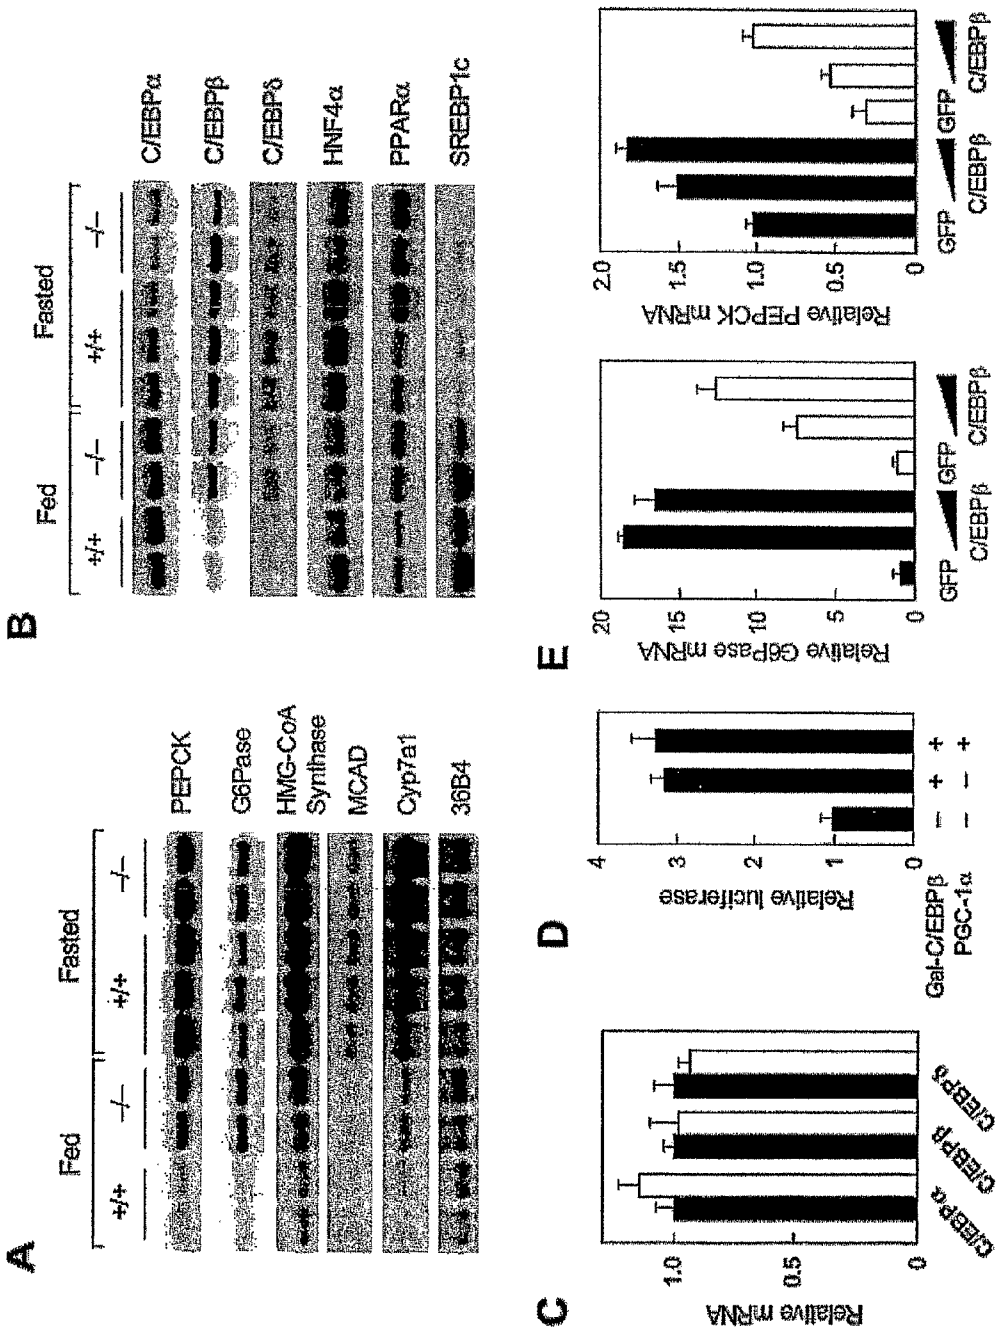 A
Fed Fasted
+/+ –/– +/+ –/–
PEPCK
G6Pase
HMG-CoA
Synthase
MCAD
Cyp7a1
36B4
B
Fed Fasted
+/+ –/– +/+ –/–
C/EBPα
C/EBPβ
C/EBPδ
HNF4α
PPARα
SREBP1c
C
Relative mRNA
1.0
0.5
0
C/EBPα C/EBPβ C/EBPδ
D
Relative luciferase
4
3
2
1
0
Gal-C/EBPβ – + +
PGC-1α – – +
E
Relative G6Pase mRNA
20
15
10
5
0
GFP C/EBPβ GFP C/EBPβ
Relative PEPCK mRNA
2.0
1.5
1.0
0.5
0
GFP C/EBPβ GFP C/EBPβ